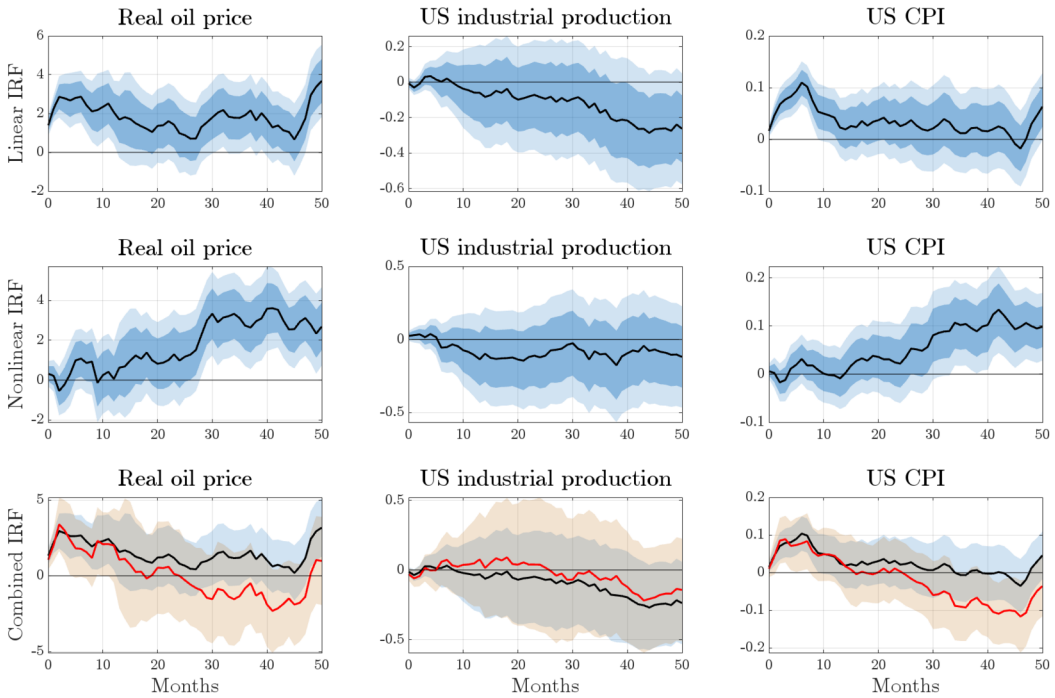 Real oil price US industrial production US CPI
Linear IRF
6 4 2 0 -2
0.2 0 -0.2 -0.4 -0.6
0.2 0.1 0 -0.1
0 10 20 30 40 50 0 10 20 30 40 50 0 10 20 30 40 50
Real oil price US industrial production US CPI
Nonlinear IRF
4 2 0 -2
0.5 0 -0.5
0.2 0.1 0 -0.1
0 10 20 30 40 50 0 10 20 30 40 50 0 10 20 30 40 50
Real oil price US industrial production US CPI
Combined IRF
5 0 -5
0.5 0 -0.5
0.2 0.1 0 -0.1 -0.2
0 10 20 30 40 50 0 10 20 30 40 50 0 10 20 30 40 50
Months Months Months